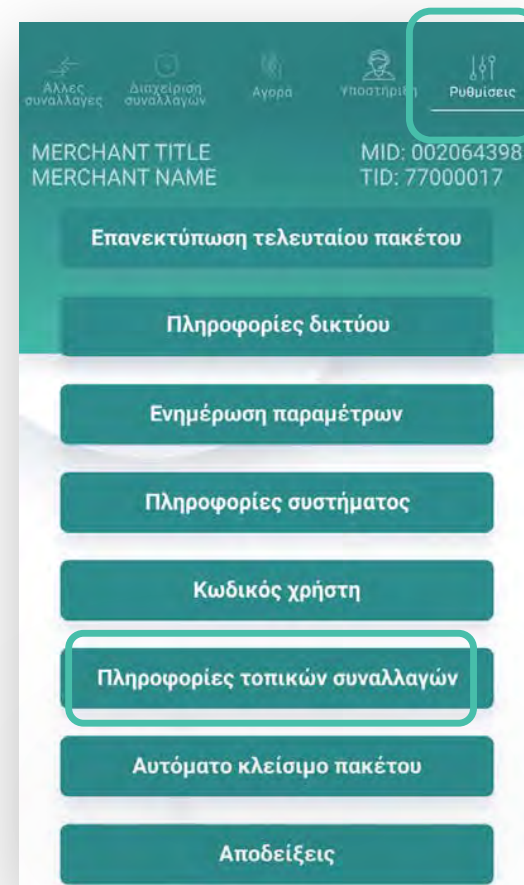 Άλλες
συναλλαγές
Διαχείριση
συναλλαγών
Αγορά
Υποστήριξη
Ρυθμίσεις
MERCHANT TITLE
MID: 002064398
MERCHANT NAME
TID: 77000017
Επανεκτύπωση τελευταίου πακέτου
Πληροφορίες δικτύου
Ενημέρωση παραμέτρων
Πληροφορίες συστήματος
Κωδικός χρήστη
Πληροφορίες τοπικών συναλλαγών
Αυτόματο κλείσιμο πακέτου
Αποδείξεις